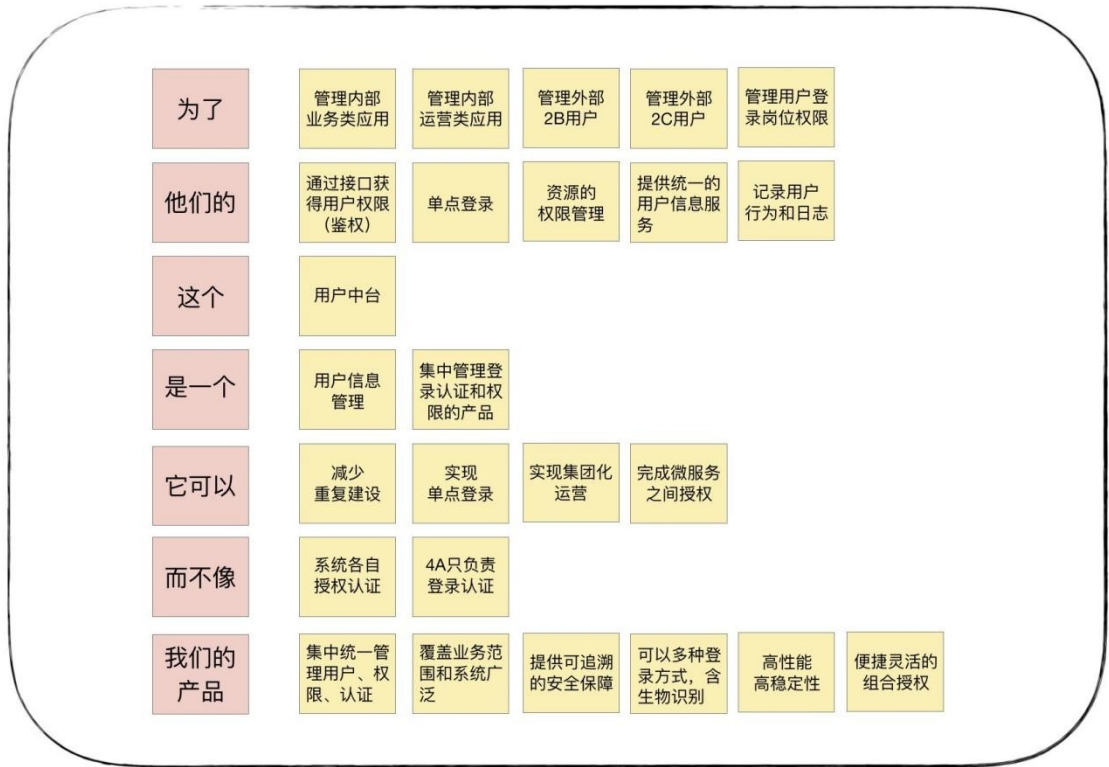 为了
管理内部
业务类应用
管理内部
运营类应用
管理外部
2B用户
管理外部
2C用户
管理用户登
录岗位权限
他们的
通过接口获
得用户权限
（鉴权）
单点登录
资源的
权限管理
提供统一的
用户信息服
务
记录用户
行为和日志
这个
用户中台
是一个
用户信息
管理
集中管理登
录认证和权
限的产品
它可以
减少
重复建设
实现
单点登录
实现集团化
运营
完成微服务
之间授权
而不像
系统各自
授权认证
4A只负责
登录认证
我们的
产品
集中统一管
理用户、权
限、认证
覆盖业务范
围和系统广
泛
提供可追溯
的安全保障
可以多种登
录方式，含
生物识别
高性能
高稳定性
便捷灵活的
组合授权